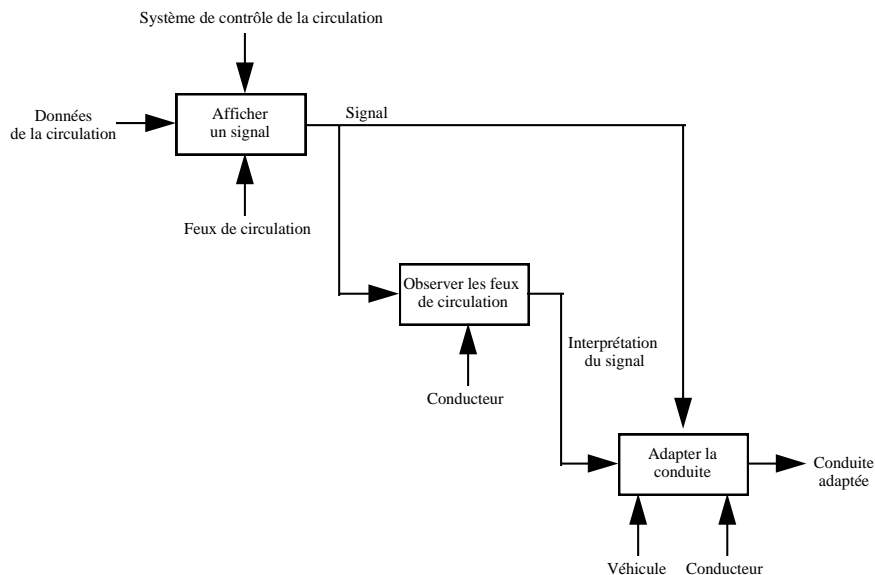 Système de contrôle de la circulation
Données
de la circulation
Afficher
un signal
Signal
Feux de circulation
Observer les feux
de circulation
Interprétation
du signal
Conducteur
Adapter la
conduite
Conduite
adaptée
Véhicule
Conducteur